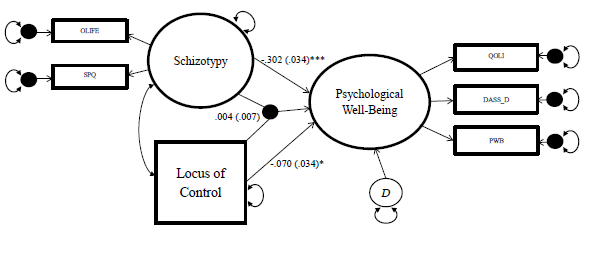 OLIFE
SPQ
Schizotypy
-.302 (.034)***
.004 (.007)
Locus of
Control
-.070 (.034)*
Psychological
Well-Being
D
QOLI
DASS_D
PWB